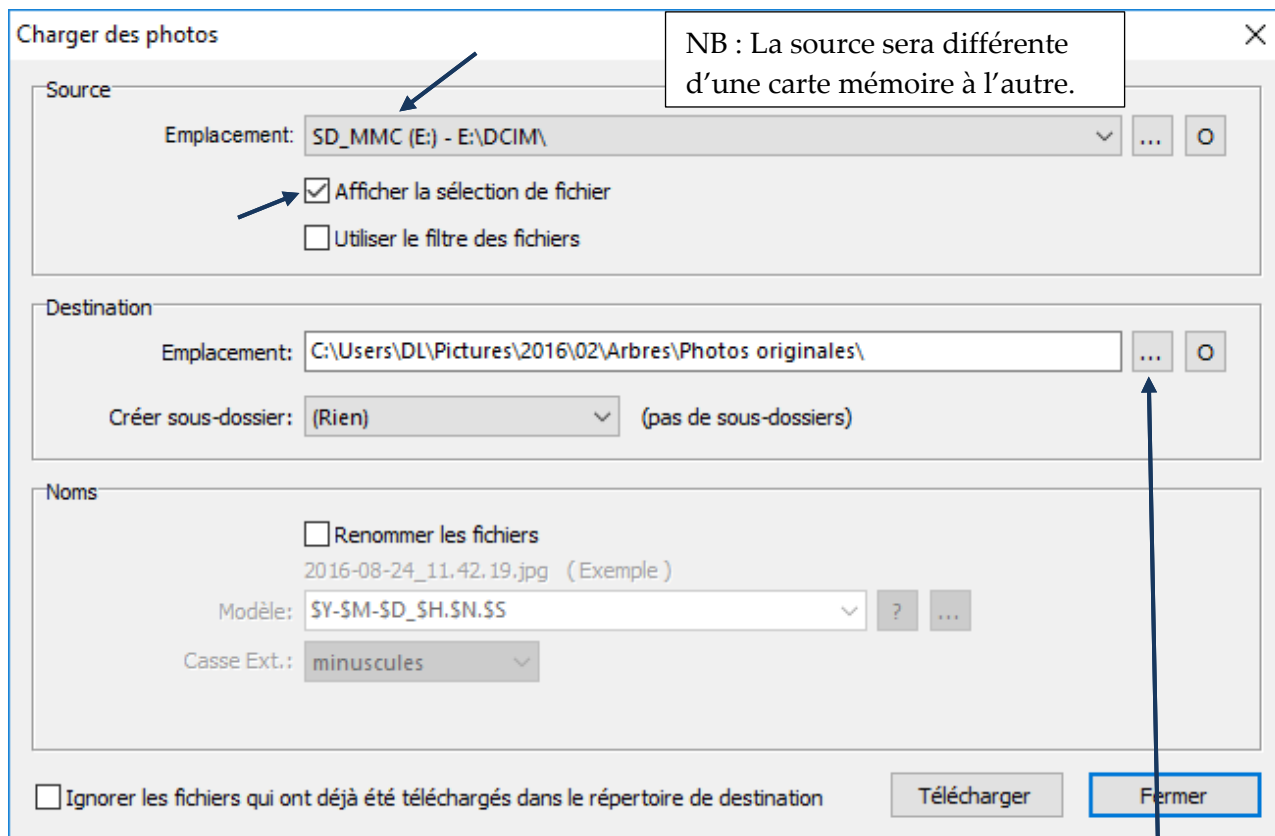 Charger des photos
NB : La source sera différente
d’une carte mémoire à l’autre.
Source
Emplacement: SD_MMC (E:) - E:\DCIM\ ... O
Afficher la sélection de fichier
Utiliser le filtre des fichiers
Destination
Emplacement: C:\Users\DL\Pictures\2016\02\Arbres\Photos originales\ ... O
Créer sous-dossier: (Rien) (pas de sous-dossiers)
Noms
Renommer les fichiers
2016-08-24_11.42.19.jpg ( Exemple )
Modèle: $Y-$M-$D_$H.$N.$S ? ...
Casse Ext.: minuscules
Ignorer les fichiers qui ont déjà été téléchargés dans le répertoire de destination Télécharger Fermer